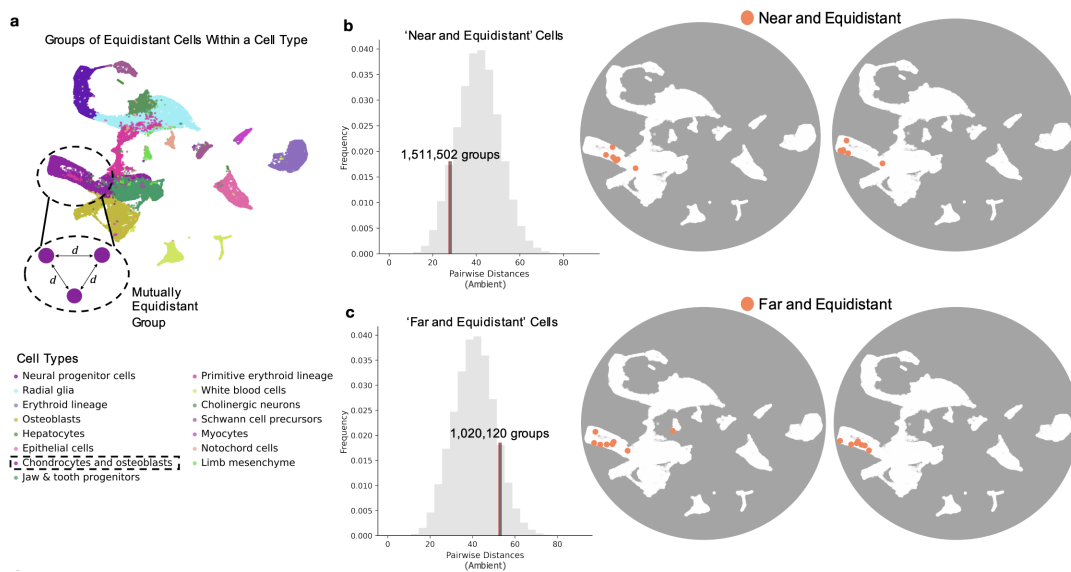 a
Groups of Equidistant Cells Within a Cell Type
d
d
d
Mutually
Equidistant
Group
Cell Types
Neural progenitor cells
Radial glia
Erythroid lineage
Osteoblasts
Hepatocytes
Epithelial cells
Chondrocytes and osteoblasts
Jaw & tooth progenitors
Primitive erythroid lineage
White blood cells
Cholinergic neurons
Schwann cell precursors
Myocytes
Notochord cells
Limb mesenchyme
b
'Near and Equidistant' Cells
0.040
0.035
0.030
0.025
0.020
0.015
0.010
0.005
0.000
Frequency
1,511,502 groups
0 20 40 60 80
Pairwise Distances
(Ambient)
Near and Equidistant
c
'Far and Equidistant' Cells
0.040
0.035
0.030
0.025
0.020
0.015
0.010
0.005
0.000
Frequency
1,020,120 groups
0 20 40 60 80
Pairwise Distances
(Ambient)
Far and Equidistant